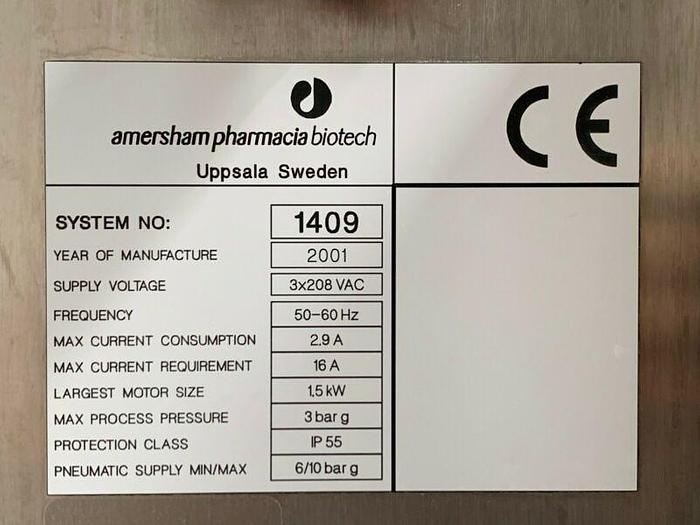 amersham pharmacia biotech
Uppsala Sweden
CE
SYSTEM NO: 1409
YEAR OF MANUFACTURE 2001
SUPPLY VOLTAGE 3x208 VAC
FREQUENCY 50-60 Hz
MAX CURRENT CONSUMPTION 2.9 A
MAX CURRENT REQUIREMENT 16 A
LARGEST MOTOR SIZE 1.5 kW
MAX PROCESS PRESSURE 3 bar g
PROTECTION CLASS IP 55
PNEUMATIC SUPPLY MIN/MAX 6/10 bar g